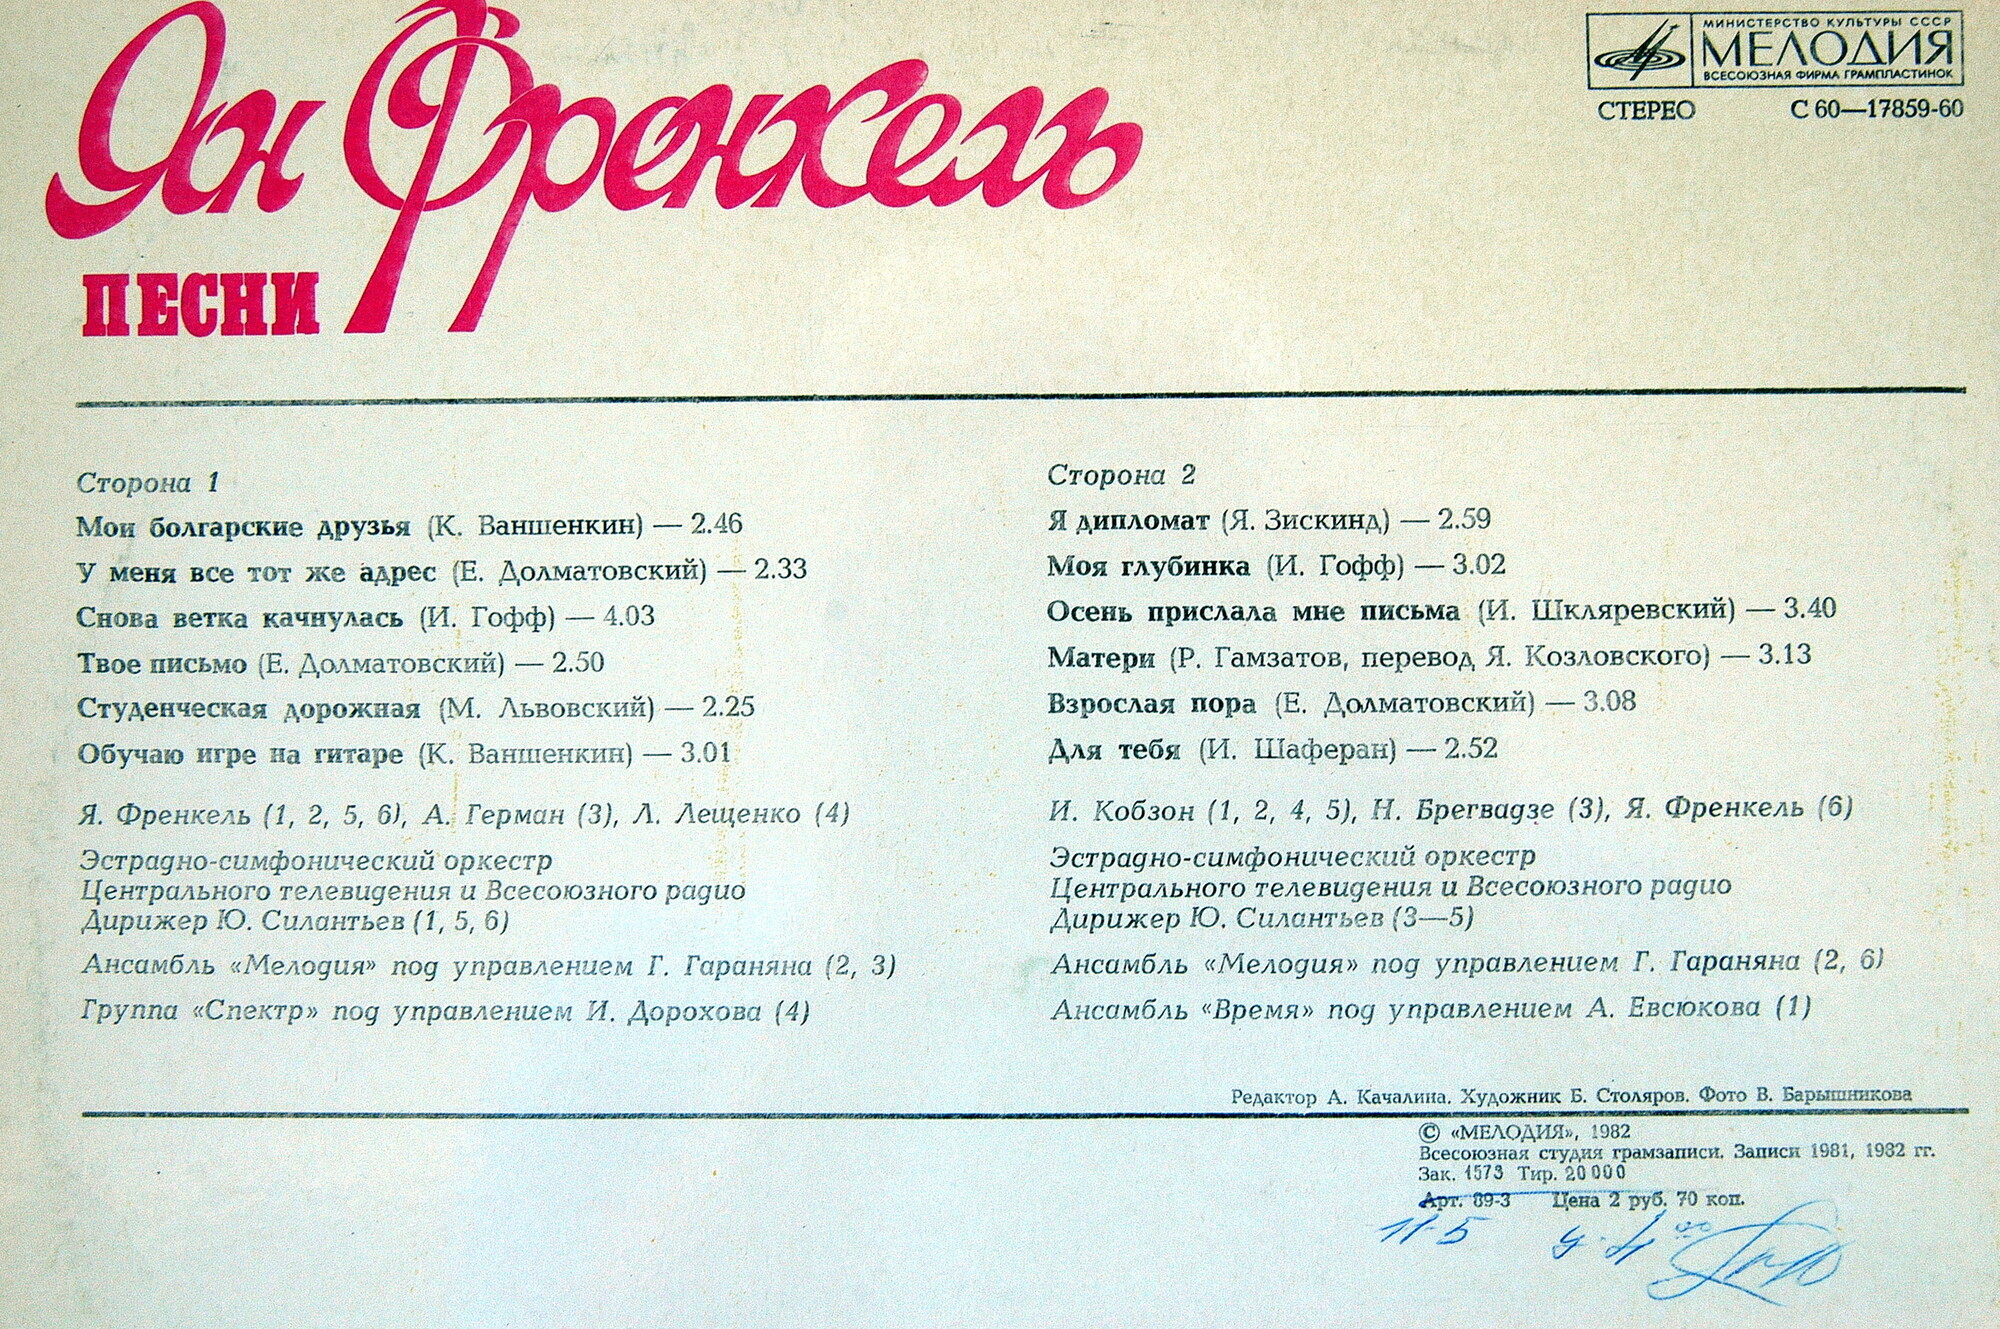 Ян Френкель
ПЕСНИ
МИНИСТЕРСТВО КУЛЬТУРЫ СССР
МЕЛОДИЯ
ВСЕСОЮЗНАЯ ФИРМА ГРАМПЛАСТИНОК
СТЕРЕО С 60—17859-60
Сторона 1
Мои болгарские друзья (К. Ваншенкин) — 2.46
У меня все тот же адрес (Е. Долматовский) — 2.33
Снова ветка качнулась (И. Гофф) — 4.03
Твое письмо (Е. Долматовский) — 2.50
Студенческая дорожная (М. Львовский) — 2.25
Обучаю игре на гитаре (К. Ваншенкин) — 3.01
Я. Френкель (1, 2, 5, 6), А. Герман (3), Л. Лещенко (4)
Эстрадно-симфонический оркестр
Центрального телевидения и Всесоюзного радио
Дирижер Ю. Силантьев (1, 5, 6)
Ансамбль «Мелодия» под управлением Г. Гараняна (2, 3)
Группа «Спектр» под управлением И. Дорохова (4)
Сторона 2
Я дипломат (Я. Зискинд) — 2.59
Моя глубинка (И. Гофф) — 3.02
Осень прислала мне письма (И. Шкляревский) — 3.40
Матери (Р. Гамзатов, перевод Я. Козловского) — 3.13
Взрослая пора (Е. Долматовский) — 3.08
Для тебя (И. Шаферан) — 2.52
И. Кобзон (1, 2, 4, 5), Н. Брегвадзе (3), Я. Френкель (6)
Эстрадно-симфонический оркестр
Центрального телевидения и Всесоюзного радио
Дирижер Ю. Силантьев (3—5)
Ансамбль «Мелодия» под управлением Г. Гараняна (2, 6)
Ансамбль «Время» под управлением А. Евсюкова (1)
Редактор А. Качалина. Художник Б. Столяров. Фото В. Барышникова
© «МЕЛОДИЯ», 1982
Всесоюзная студия грамзаписи. Записи 1981, 1982 гг.
Зак. 1573 Тир. 20000
Арт. 89-3 Цена 2 руб. 70 коп.
11-5